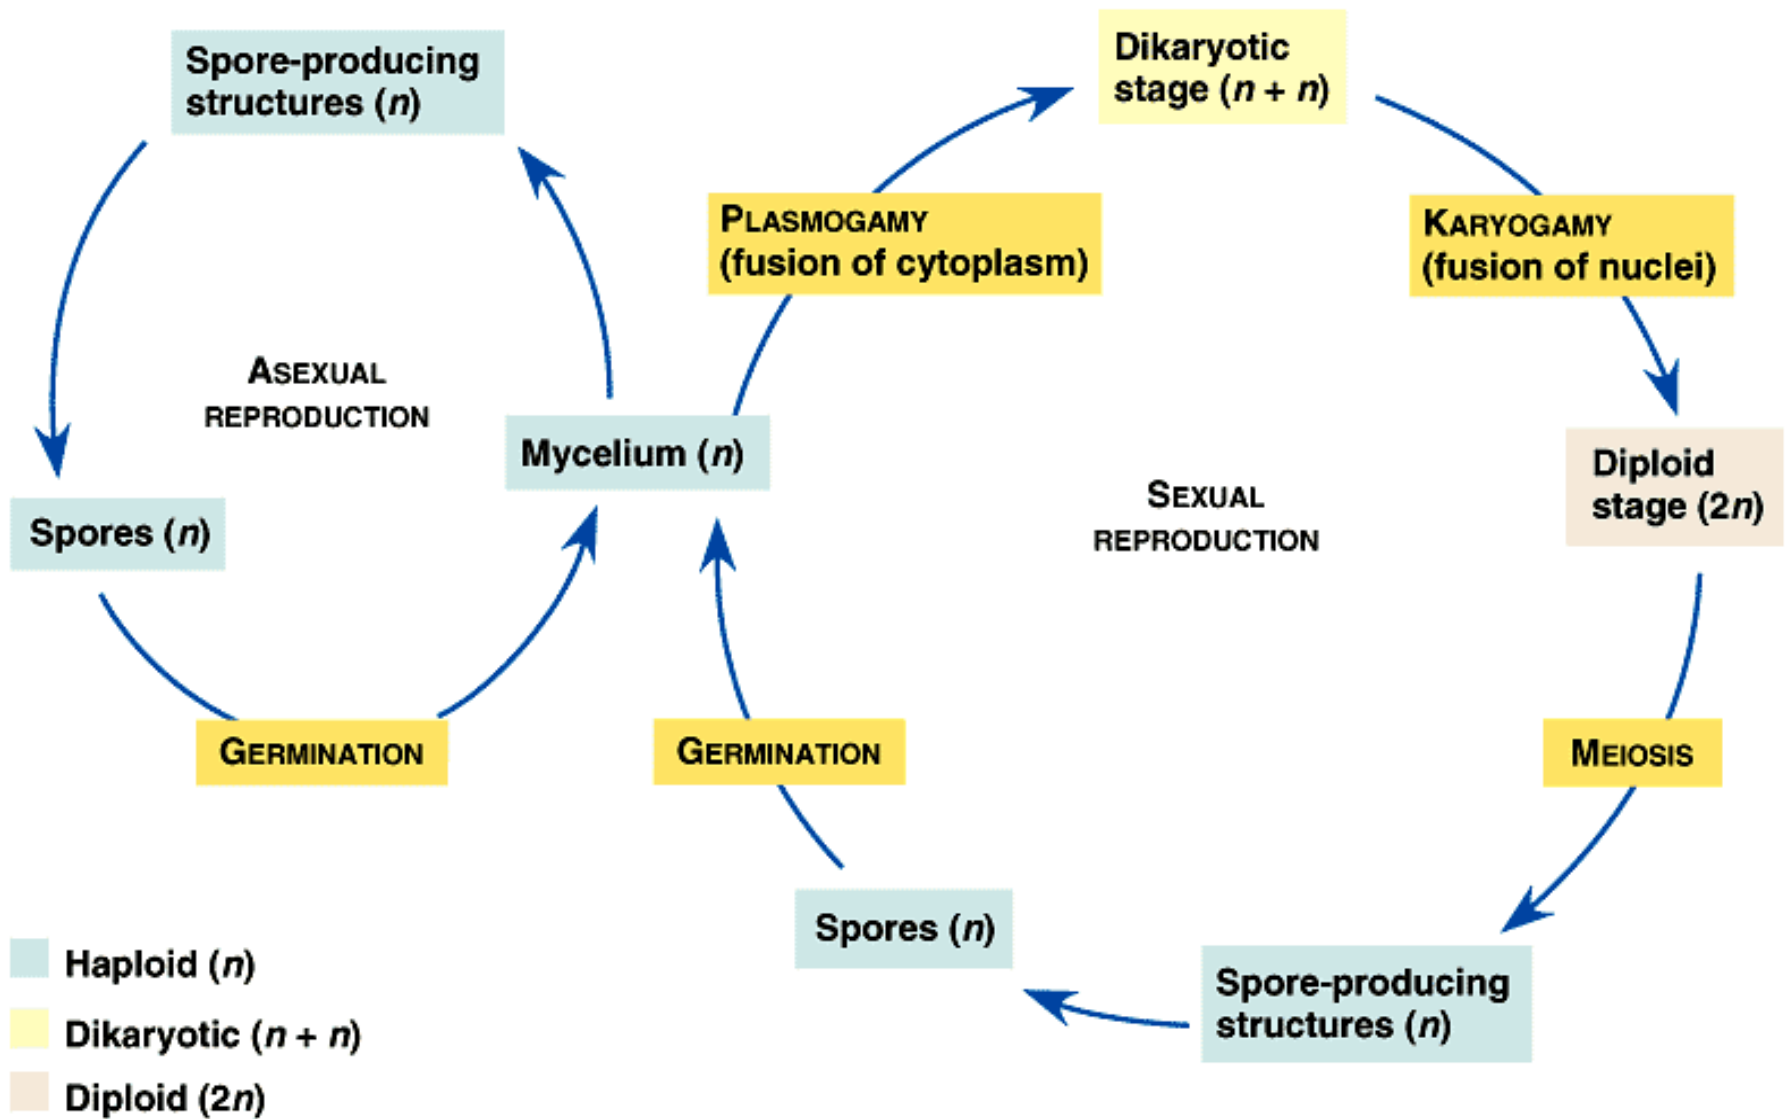 Spore-producing
structures (n)
Dikaryotic
stage (n + n)
PLASMOGAMY
(fusion of cytoplasm)
KARYOGAMY
(fusion of nuclei)
ASEXUAL
REPRODUCTION
Mycelium (n)
Diploid
stage (2n)
SEXUAL
REPRODUCTION
Spores (n)
GERMINATION
GERMINATION
MEIOSIS
Spores (n)
Spore-producing
structures (n)
Haploid (n)
Dikaryotic (n + n)
Diploid (2n)